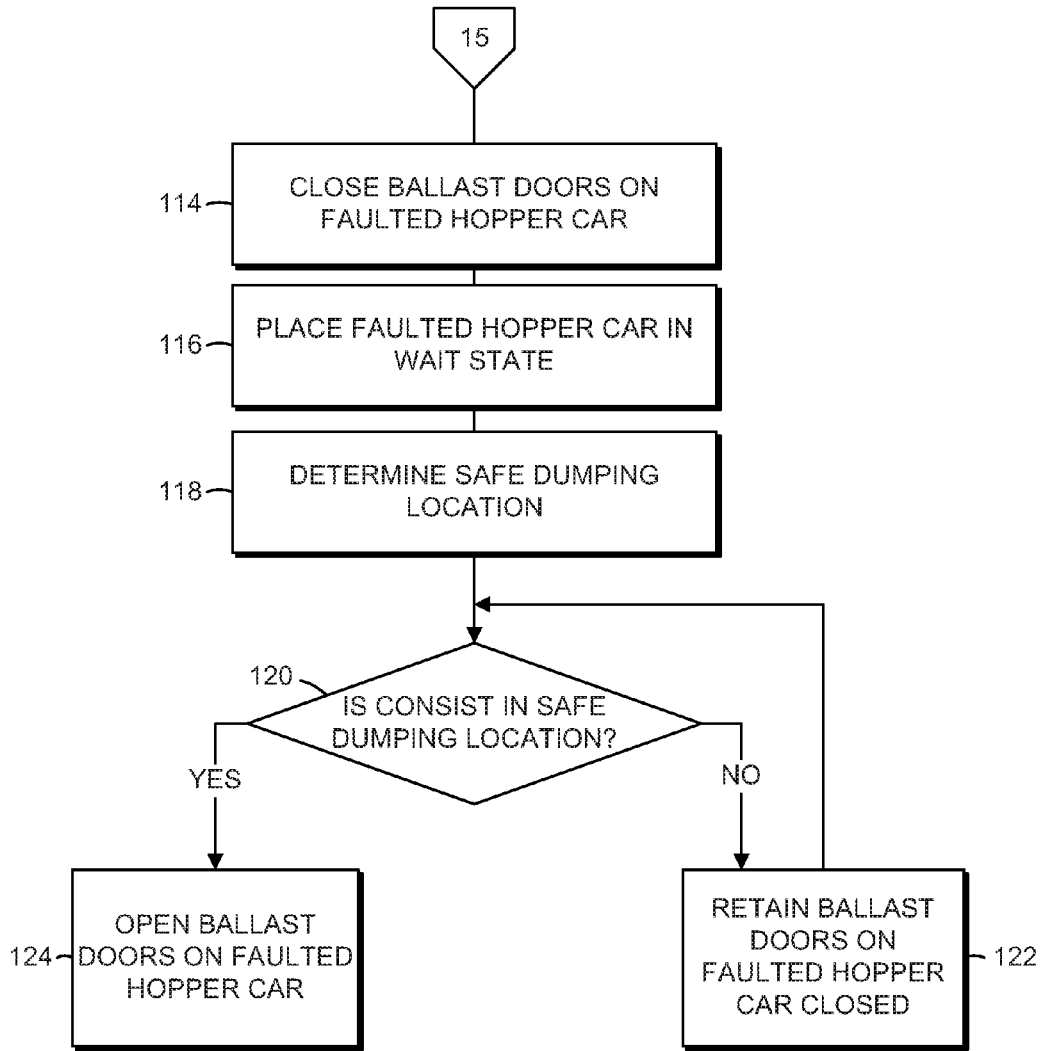 15
114
CLOSE BALLAST DOORS ON
FAULTED HOPPER CAR
116
PLACE FAULTED HOPPER CAR IN
WAIT STATE
118
DETERMINE SAFE DUMPING
LOCATION
120
IS CONSIST IN SAFE
DUMPING LOCATION?
YES
NO
124
OPEN BALLAST
DOORS ON FAULTED
HOPPER CAR
RETAIN BALLAST
DOORS ON
FAULTED HOPPER
CAR CLOSED
122